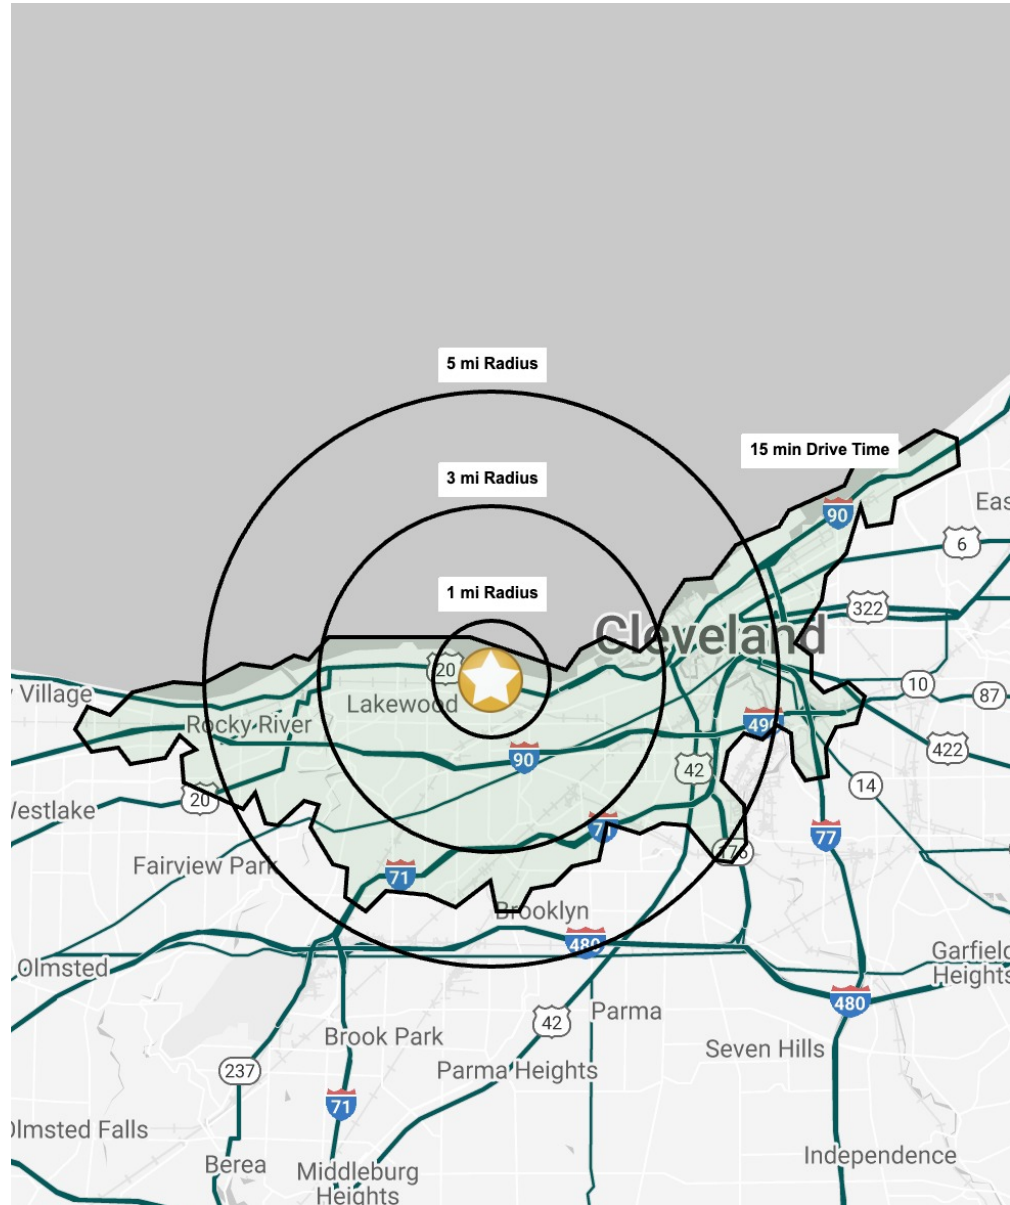 5 mi Radius
15 min Drive Time
3 mi Radius
90
Eas
6
1 mi Radius
322
Cleveland
20
10
87
y Village
Lakewood
Rocky River
490
422
90
42
14
20
Westlake
71
77
176
Fairview Park
71
Brooklyn
480
Garfield
Heights
Olmsted
480
42
Parma
Brook Park
Seven Hills
237
Parma Heights
71
Olmsted Falls
Independence
Berea
Middleburg
Heights